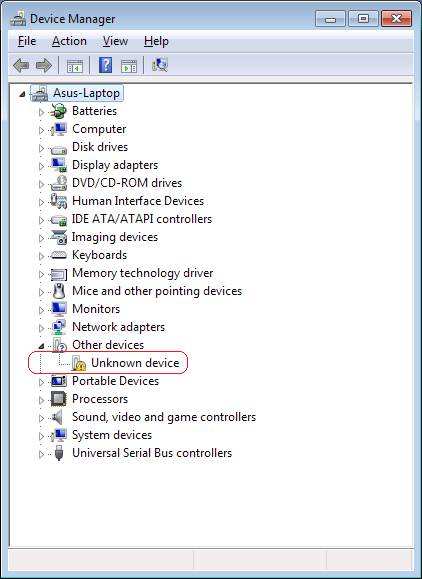 Device Manager
File Action View Help
Asus-Laptop
Batteries
Computer
Disk drives
Display adapters
DVD/CD-ROM drives
Human Interface Devices
IDE ATA/ATAPI controllers
Imaging devices
Keyboards
Memory technology driver
Mice and other pointing devices
Monitors
Network adapters
Other devices
Unknown device
Portable Devices
Processors
Sound, video and game controllers
System devices
Universal Serial Bus controllers